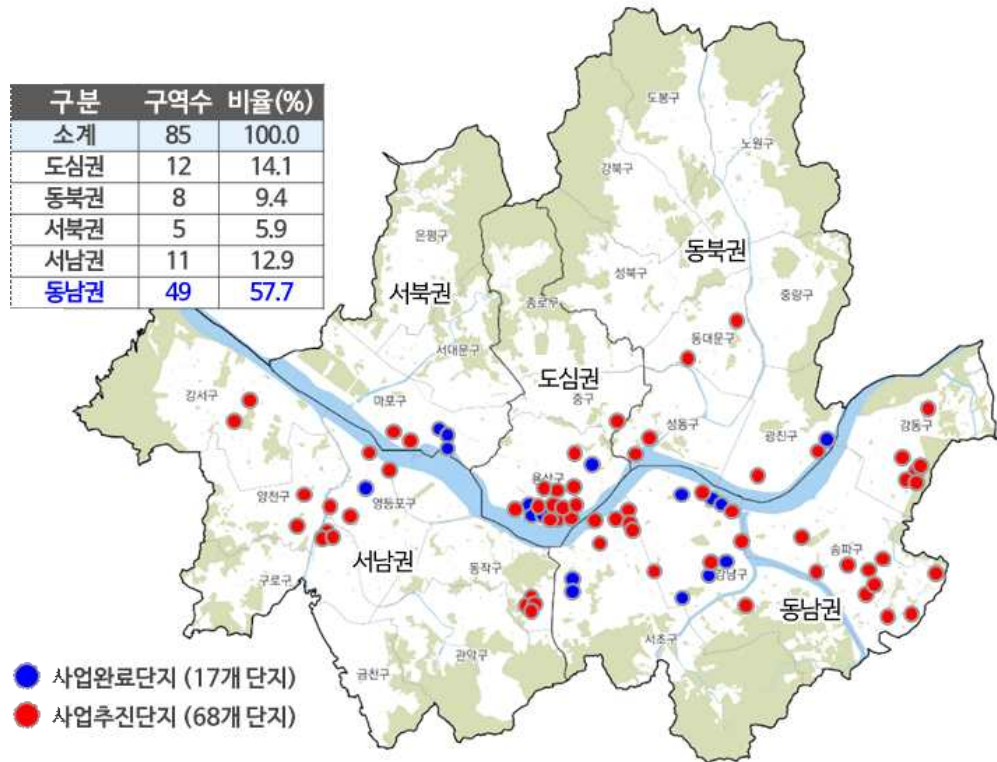 구분 구역수 비율(%)
소계 85 100.0
도심권 12 14.1
동북권 8 9.4
서북권 5 5.9
서남권 11 12.9
동남권 49 57.7
도봉구
노원구
강북구
은평구
동북권
성북구
중랑구
서북권
종로구
서대문구
동대문구
도심권
강서구
마포구
중구
성동구
광진구
강동구
용산구
양천구
영등포구
서남권
동작구
강남구
송파구
구로구
동남권
서초구
관악구
금천구
사업완료단지 (17개 단지)
사업추진단지 (68개 단지)